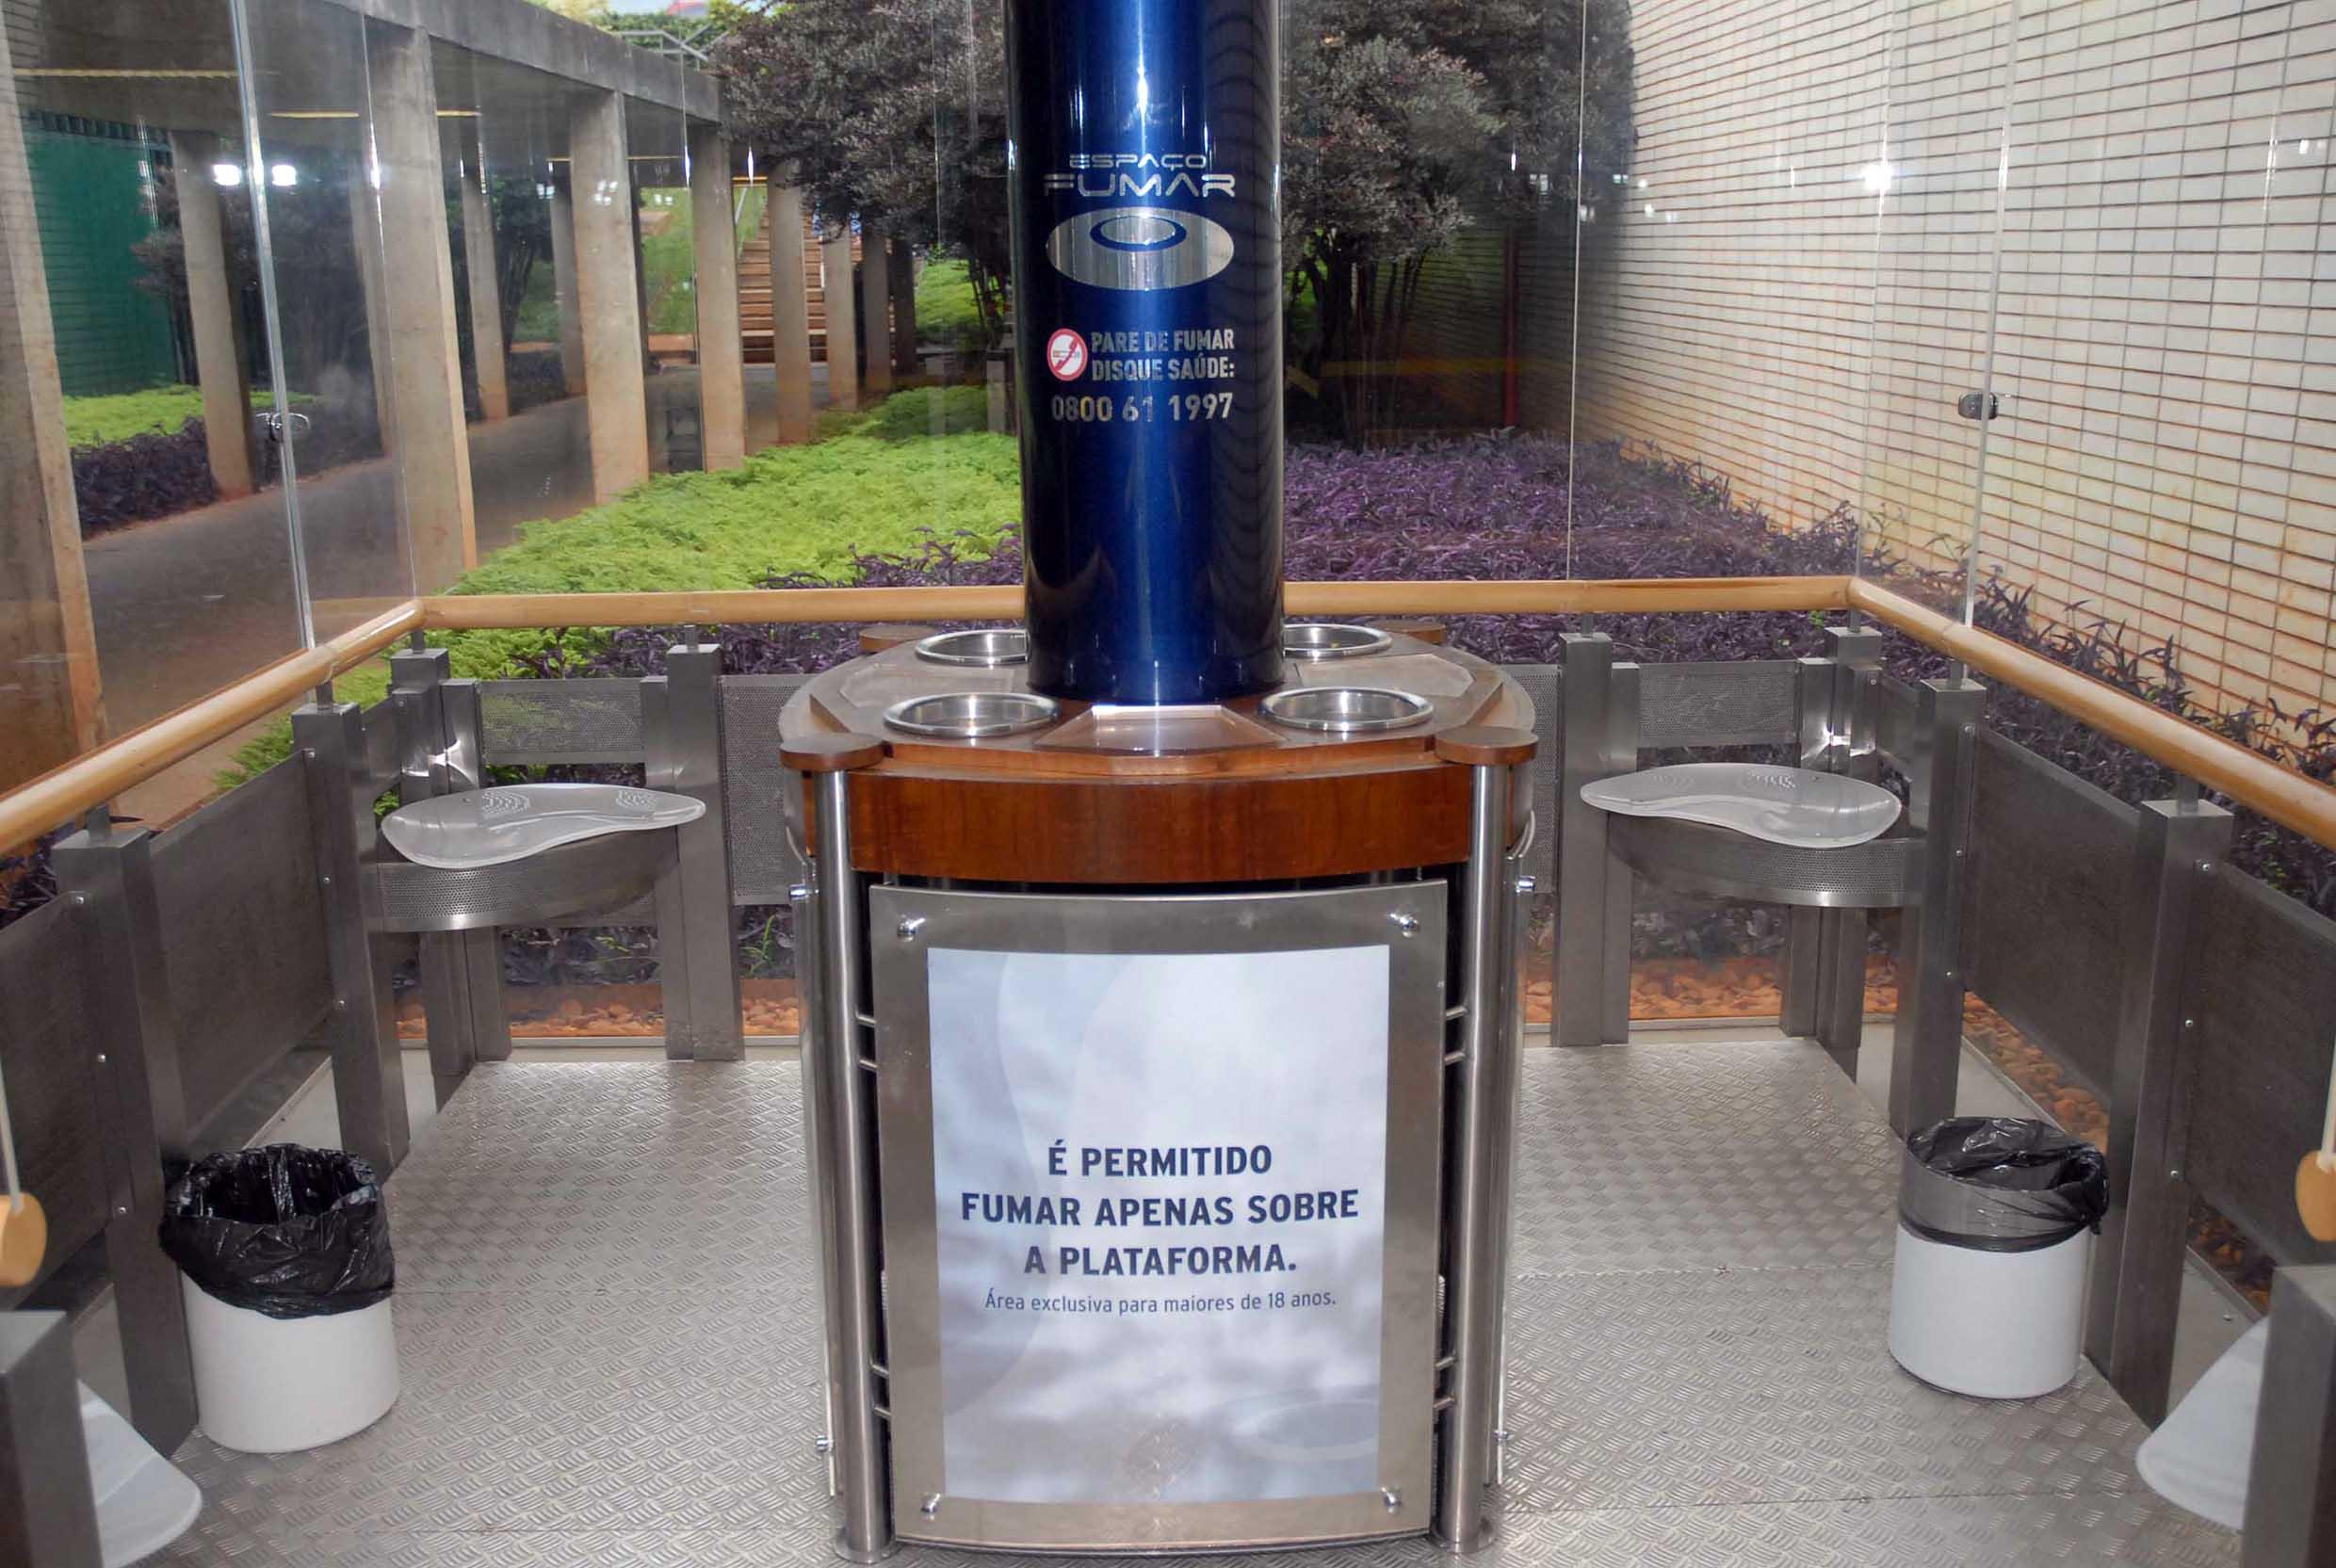 ESPAÇO
FUMAR
PARE DE FUMAR
DISQUE SAÚDE:
0800 61 1997
É PERMITIDO
FUMAR APENAS SOBRE
A PLATAFORMA.
Área exclusiva para maiores de 18 anos.